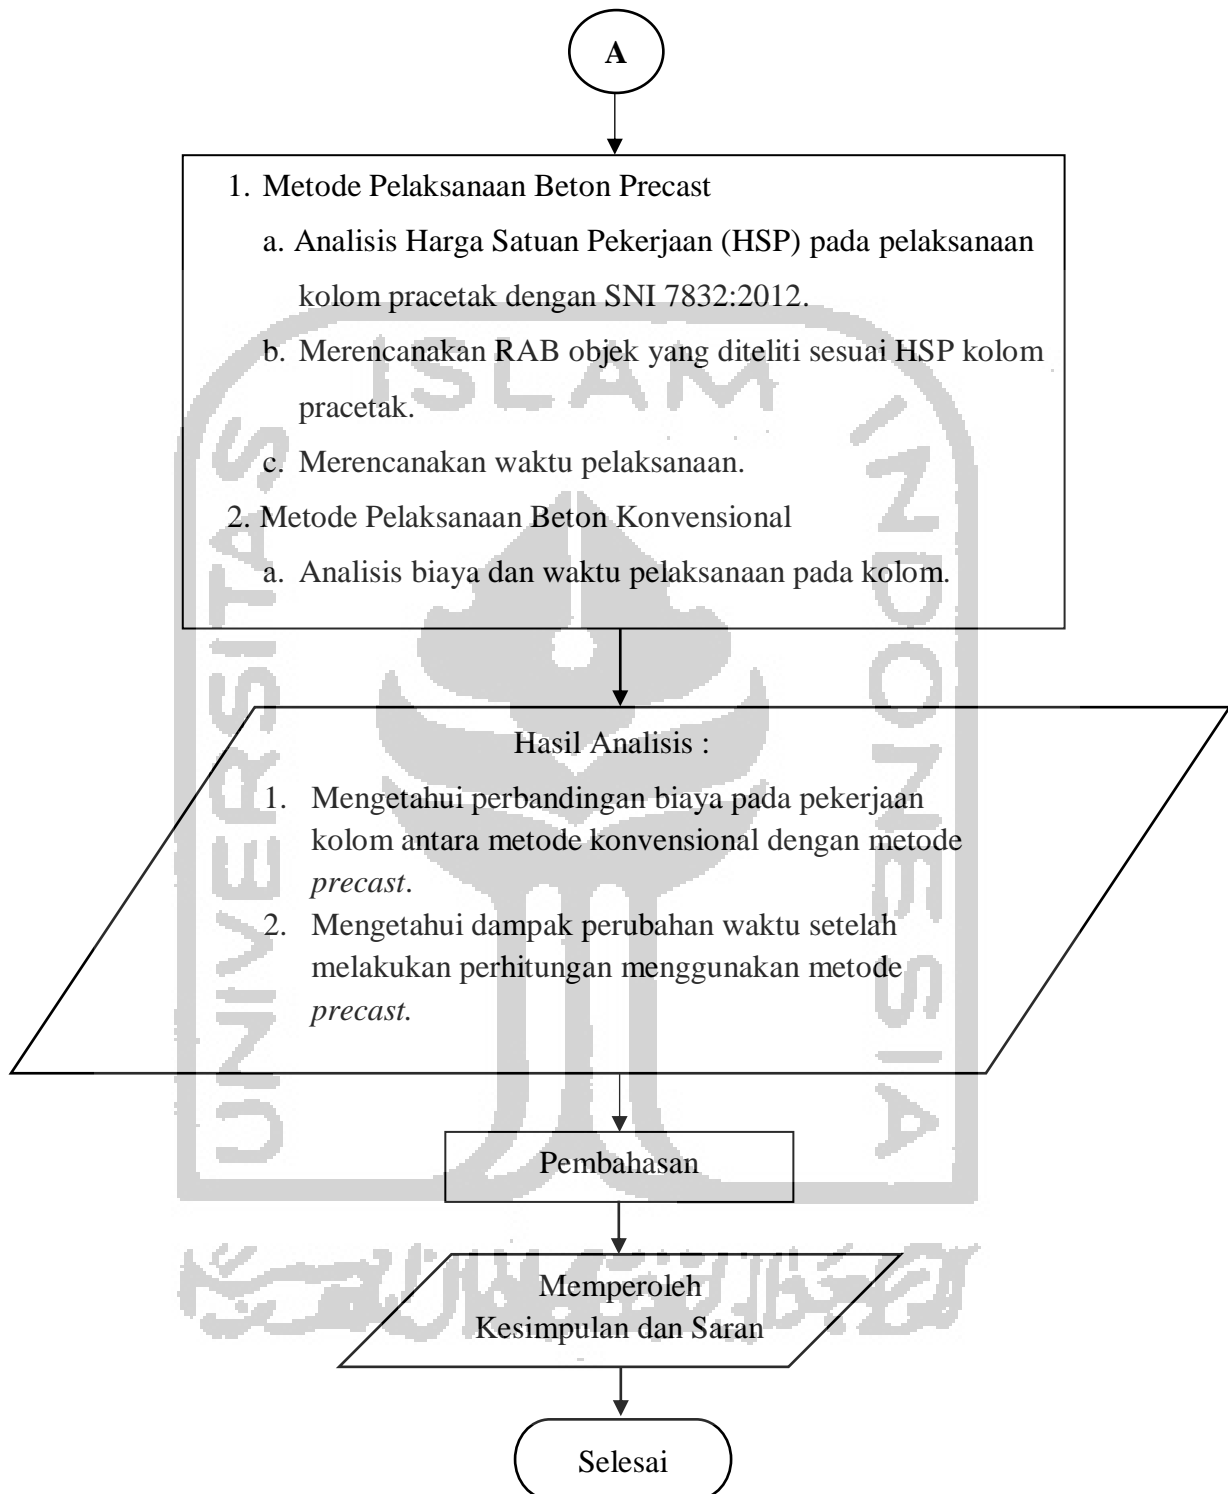 A
1. Metode Pelaksanaan Beton Precast
a. Analisis Harga Satuan Pekerjaan (HSP) pada pelaksanaan
kolom pracetak dengan SNI 7832:2012.
b. Merencanakan RAB objek yang diteliti sesuai HSP kolom
pracetak.
c. Merencanakan waktu pelaksanaan.
2. Metode Pelaksanaan Beton Konvensional
a. Analisis biaya dan waktu pelaksanaan pada kolom.
Hasil Analisis :
1. Mengetahui perbandingan biaya pada pekerjaan
kolom antara metode konvensional dengan metode
precast.
2. Mengetahui dampak perubahan waktu setelah
melakukan perhitungan menggunakan metode
precast.
Pembahasan
Memperoleh
Kesimpulan dan Saran
Selesai
UNIVERSITAS
ISLAM
INDONESIA